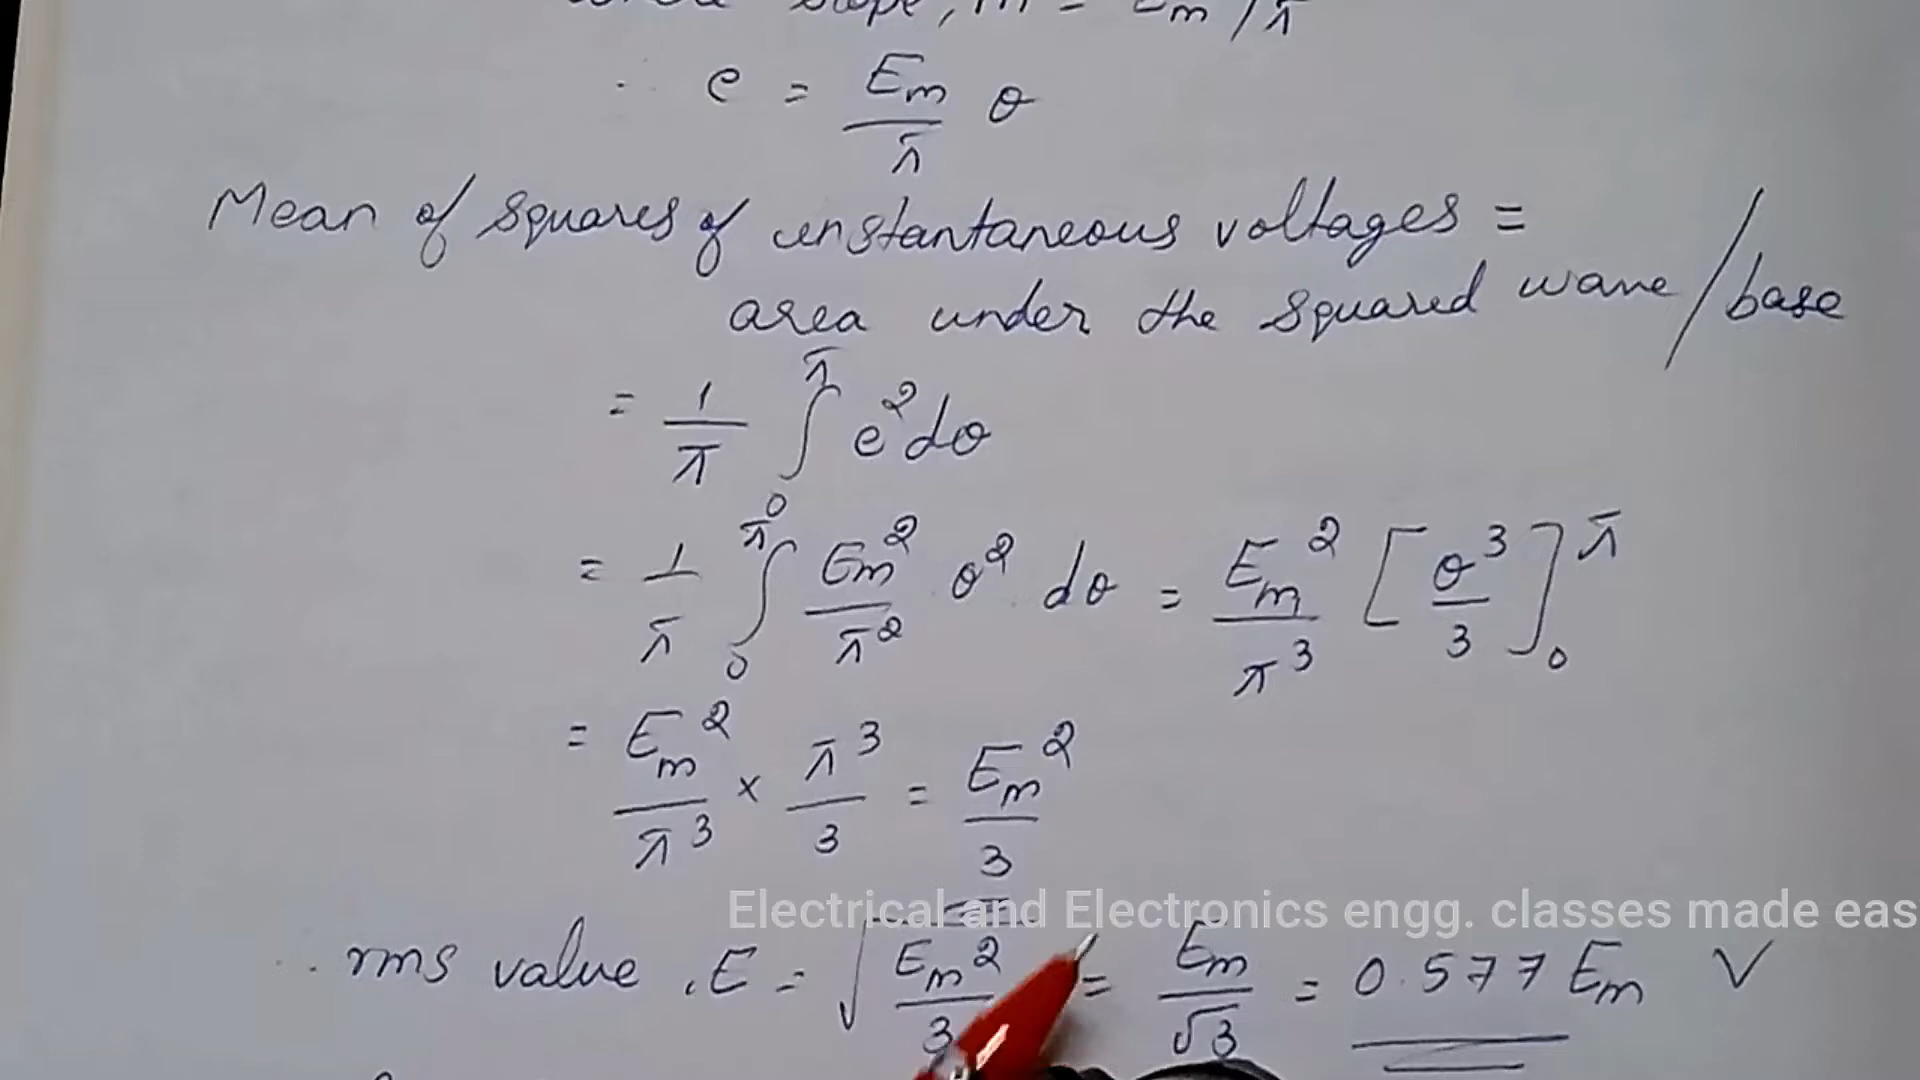 slope, m = Em/π
∴ e = Em/π θ
Mean of squares of instantaneous voltages =
area under the squared wave / base
= 1/π ∫₀^π e² dθ
= 1/π ∫₀^π Em²/π² θ² dθ = Em²/π³ [θ³/3]₀^π
= Em²/π³ × π³/3 = Em²/3
Electrical and Electronics engg. classes made eas
∴ rms value, E = √(Em²/3) = Em/√3 = 0.577 Em V